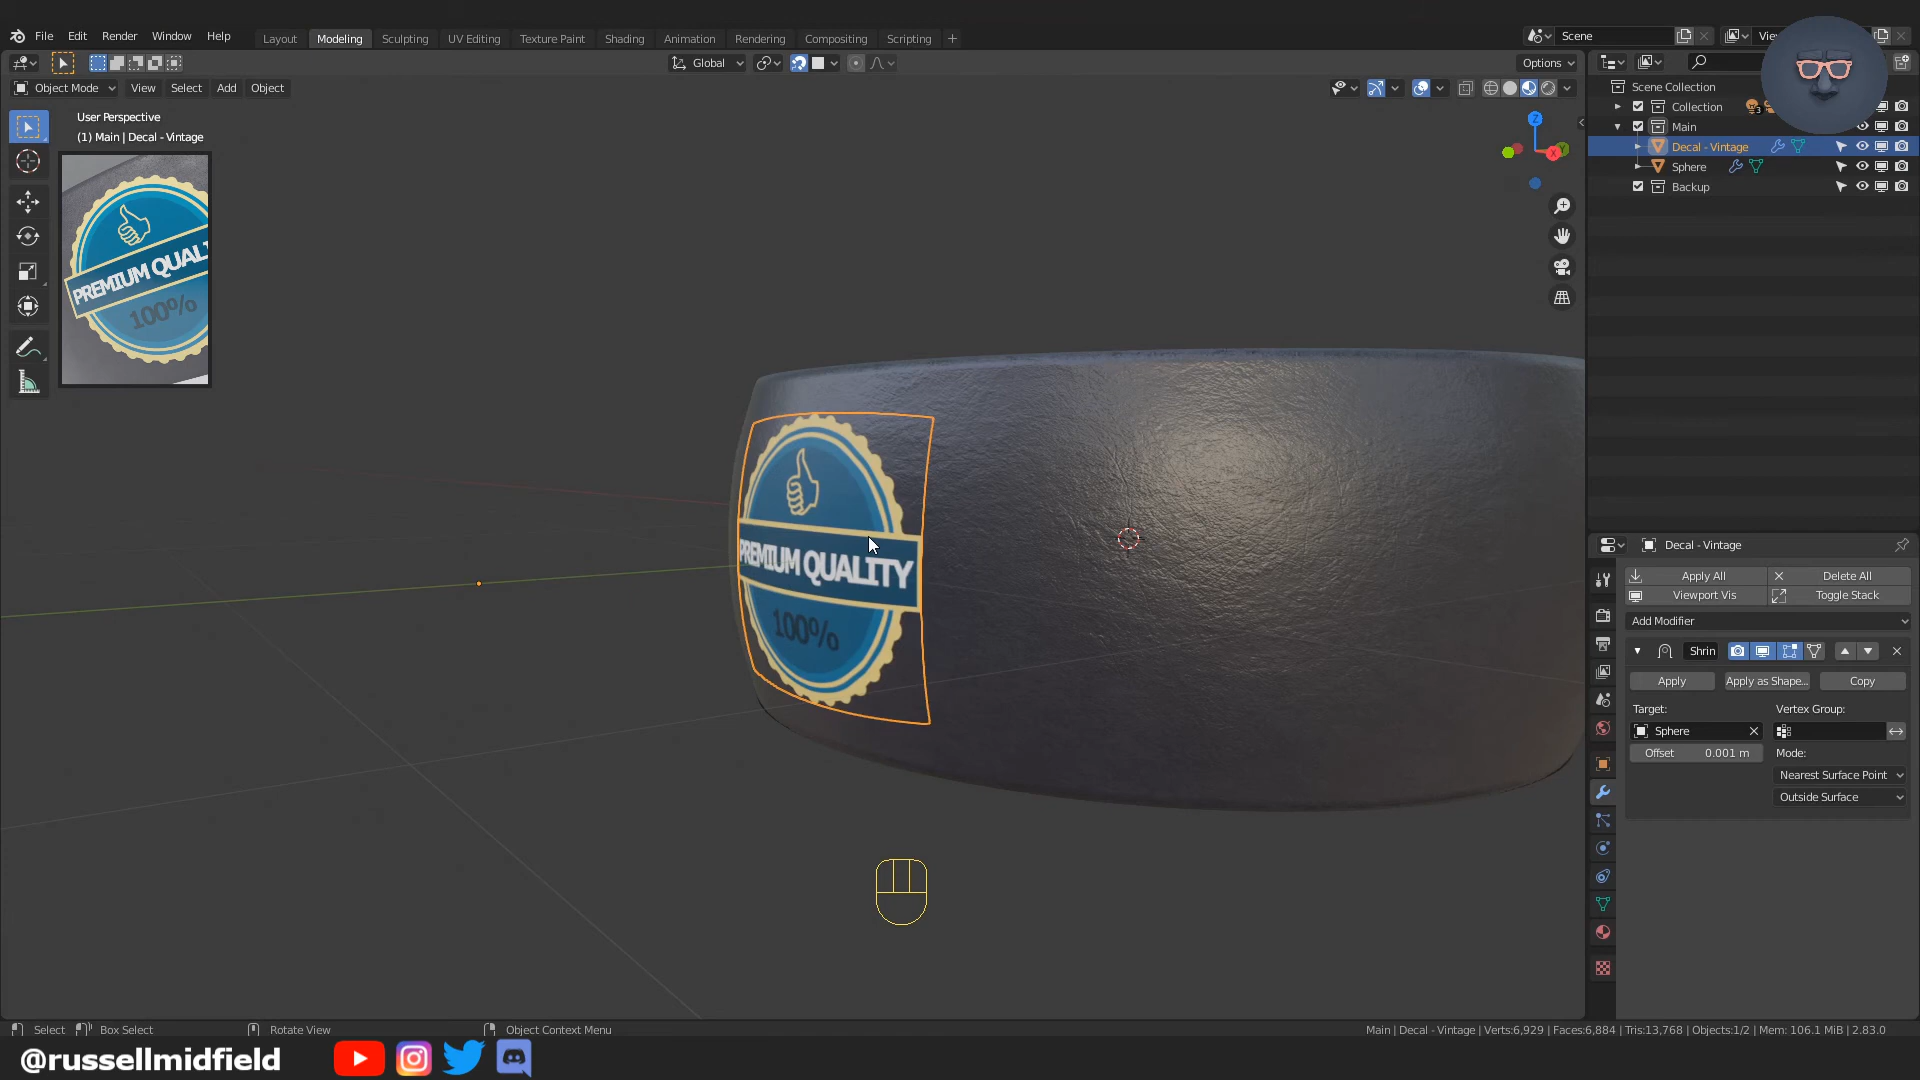 File Edit Render Window Help
Layout Modeling Sculpting UV Editing Texture Paint Shading Animation Rendering Compositing Scripting
Scene
Global
Options
Object Mode View Select Add Object
User Perspective
(1) Main | Decal - Vintage
PREMIUM QUALI
100%
PREMIUM QUALITY
100%
Scene Collection
Collection
Main
Decal - Vintage
Sphere
Backup
Decal - Vintage
Apply All Delete All
Viewport Vis Toggle Stack
Add Modifier
Shrin
Apply Apply as Shape... Copy
Target: Vertex Group:
Sphere
Offset 0.001 m Mode:
Nearest Surface Point
Outside Surface
Select Box Select Rotate View Object Context Menu
Main | Decal - Vintage | Verts:6,929 | Faces:6,884 | Tris:13,768 | Objects:1/2 | Mem: 106.1 MiB | 2.83.0
@russellmidfield